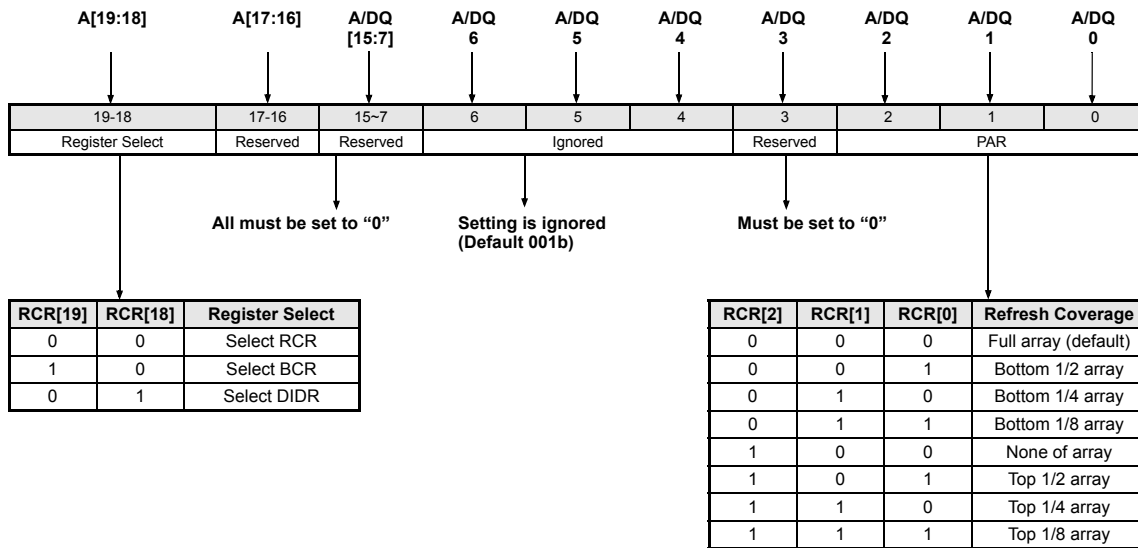 A[19:18] A[17:16] A/DQ [15:7] A/DQ 6 A/DQ 5 A/DQ 4 A/DQ 3 A/DQ 2 A/DQ 1 A/DQ 0
19-18 17-16 15~7 6 5 4 3 2 1 0
Register Select Reserved Reserved Ignored Reserved PAR
All must be set to “0”
Setting is ignored
(Default 001b)
Must be set to “0”
RCR[19] RCR[18] Register Select
0 0 Select RCR
1 0 Select BCR
0 1 Select DIDR
RCR[2] RCR[1] RCR[0] Refresh Coverage
0 0 0 Full array (default)
0 0 1 Bottom 1/2 array
0 1 0 Bottom 1/4 array
0 1 1 Bottom 1/8 array
1 0 0 None of array
1 0 1 Top 1/2 array
1 1 0 Top 1/4 array
1 1 1 Top 1/8 array